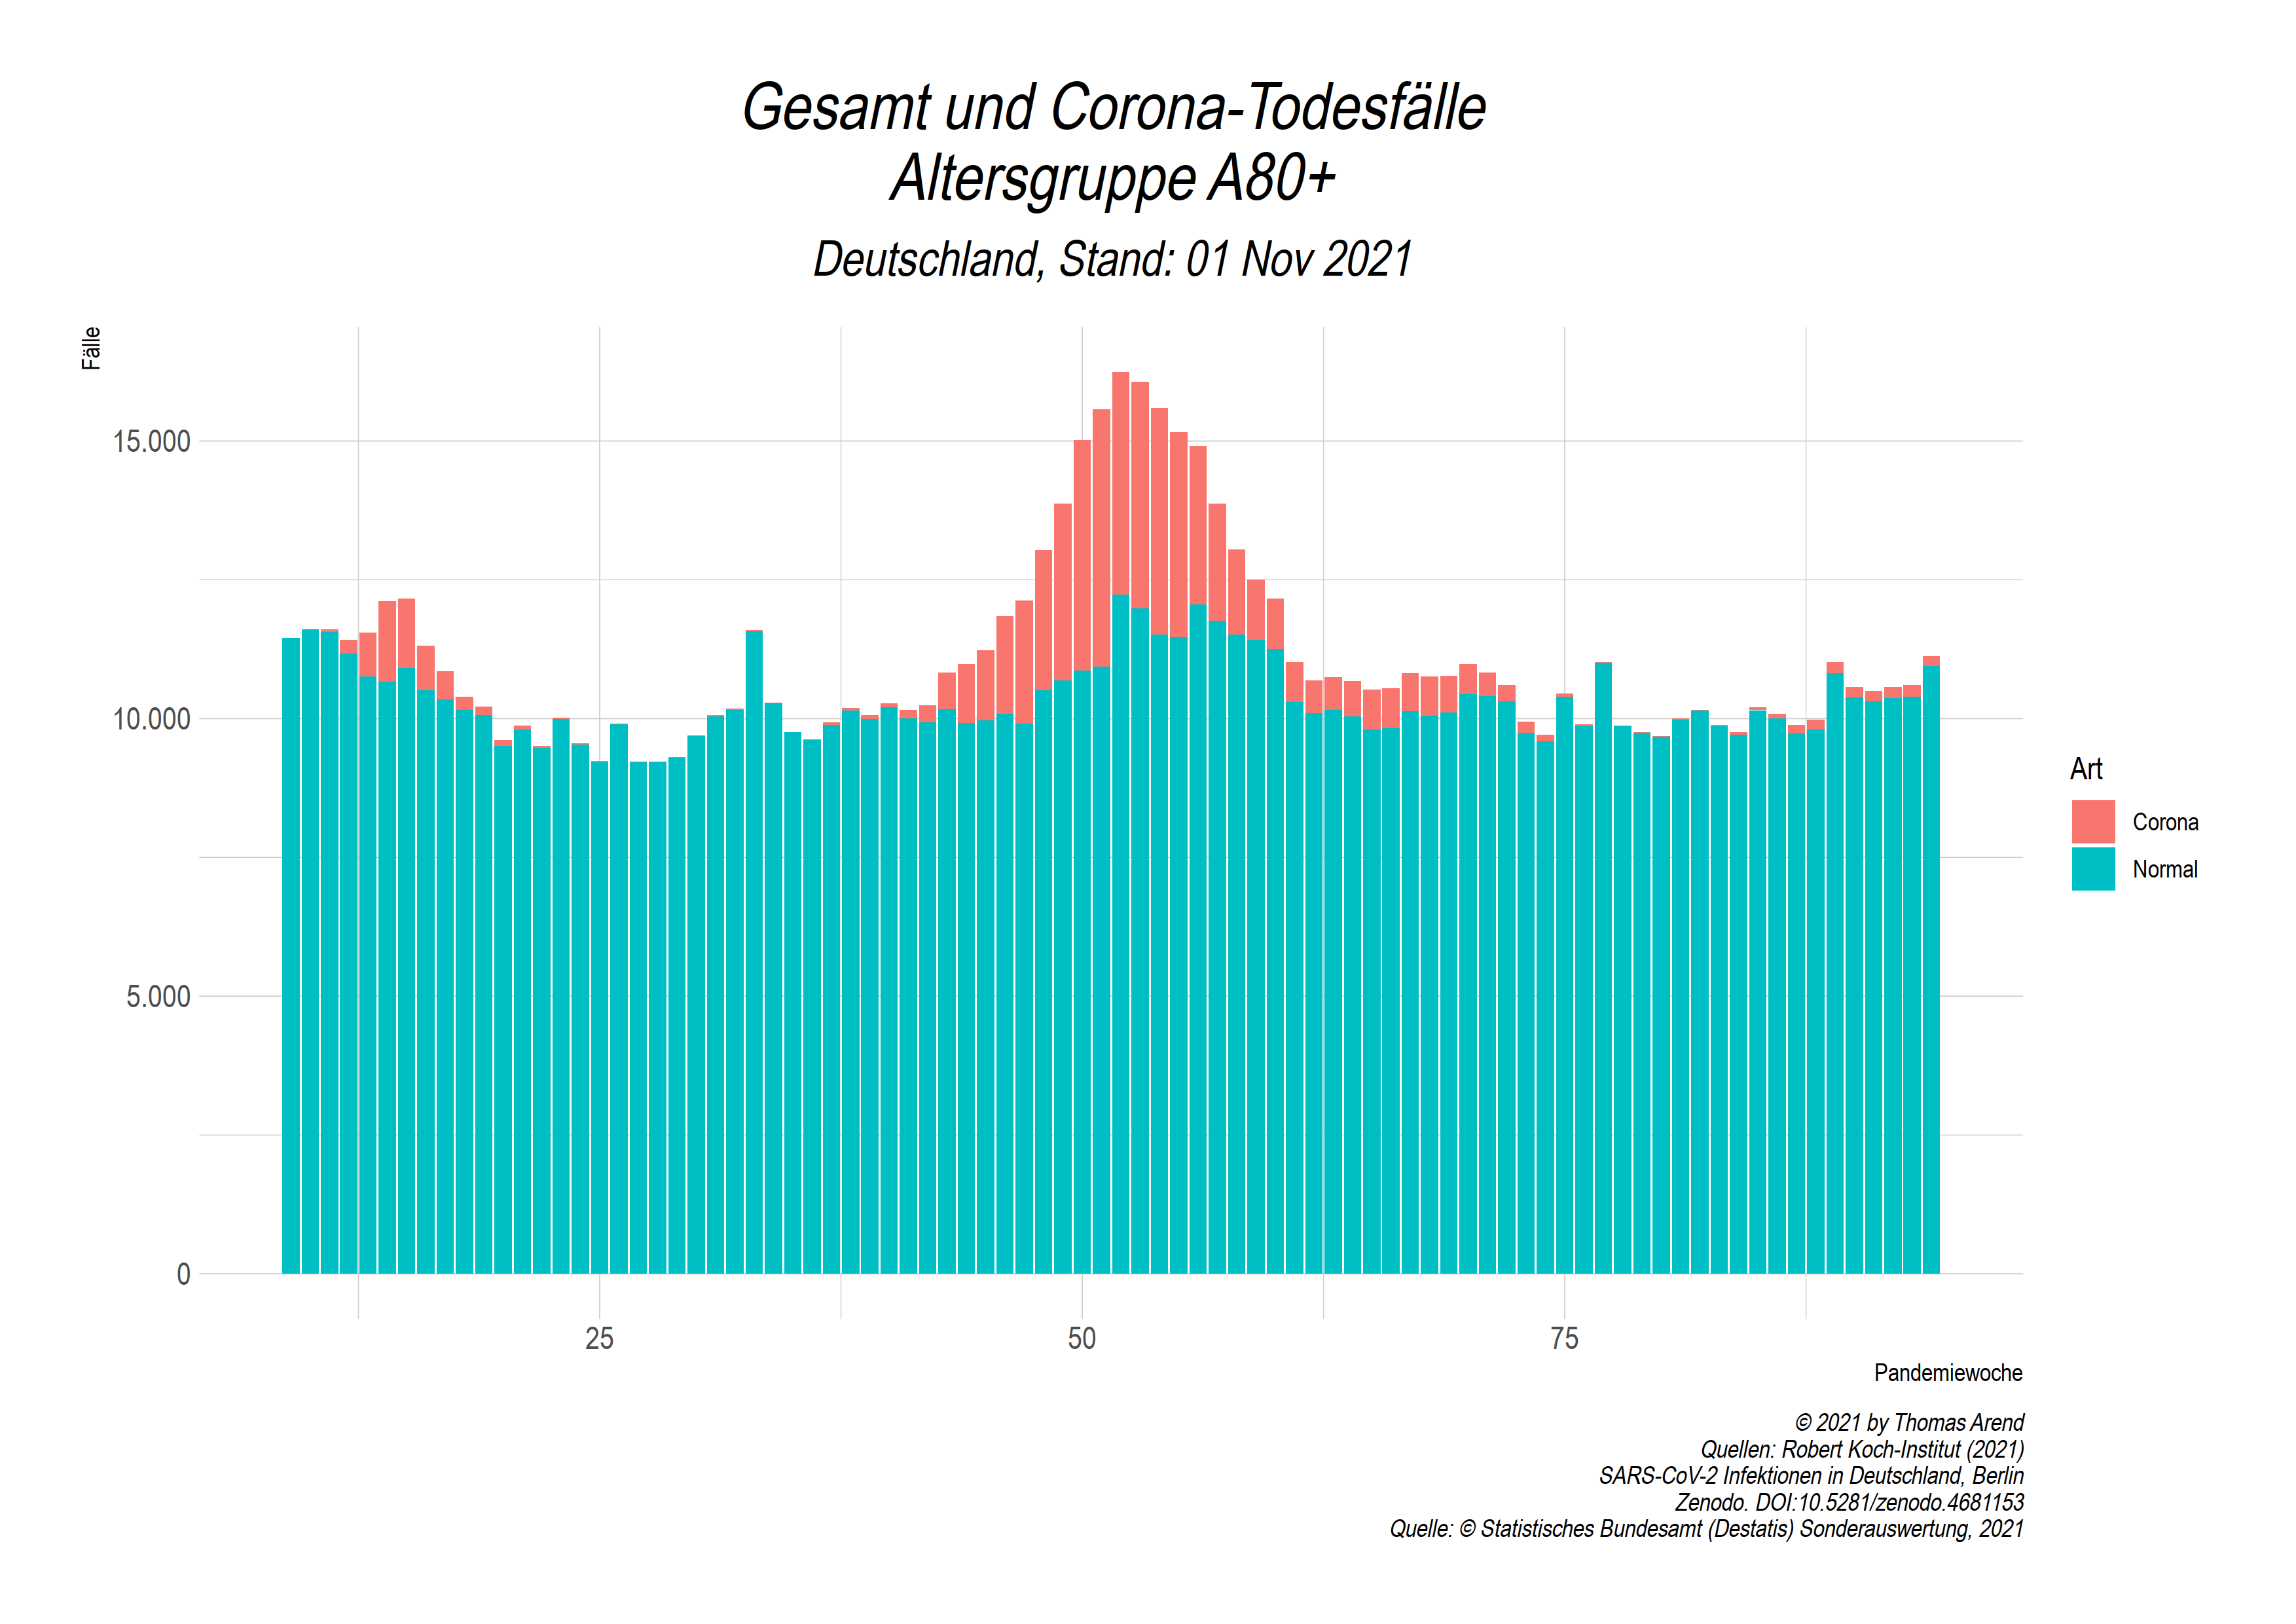 Gesamt und Corona-Todesfälle
Altersgruppe A80+
Deutschland, Stand: 01 Nov 2021
Fälle
15.000
10.000
5.000
0
25
50
75
Pandemiewoche
Art
Corona
Normal
© 2021 by Thomas Arend
Quellen: Robert Koch-Institut (2021)
SARS-CoV-2 Infektionen in Deutschland, Berlin
Zenodo. DOI:10.5281/zenodo.4681153
Quelle: © Statistisches Bundesamt (Destatis) Sonderauswertung, 2021